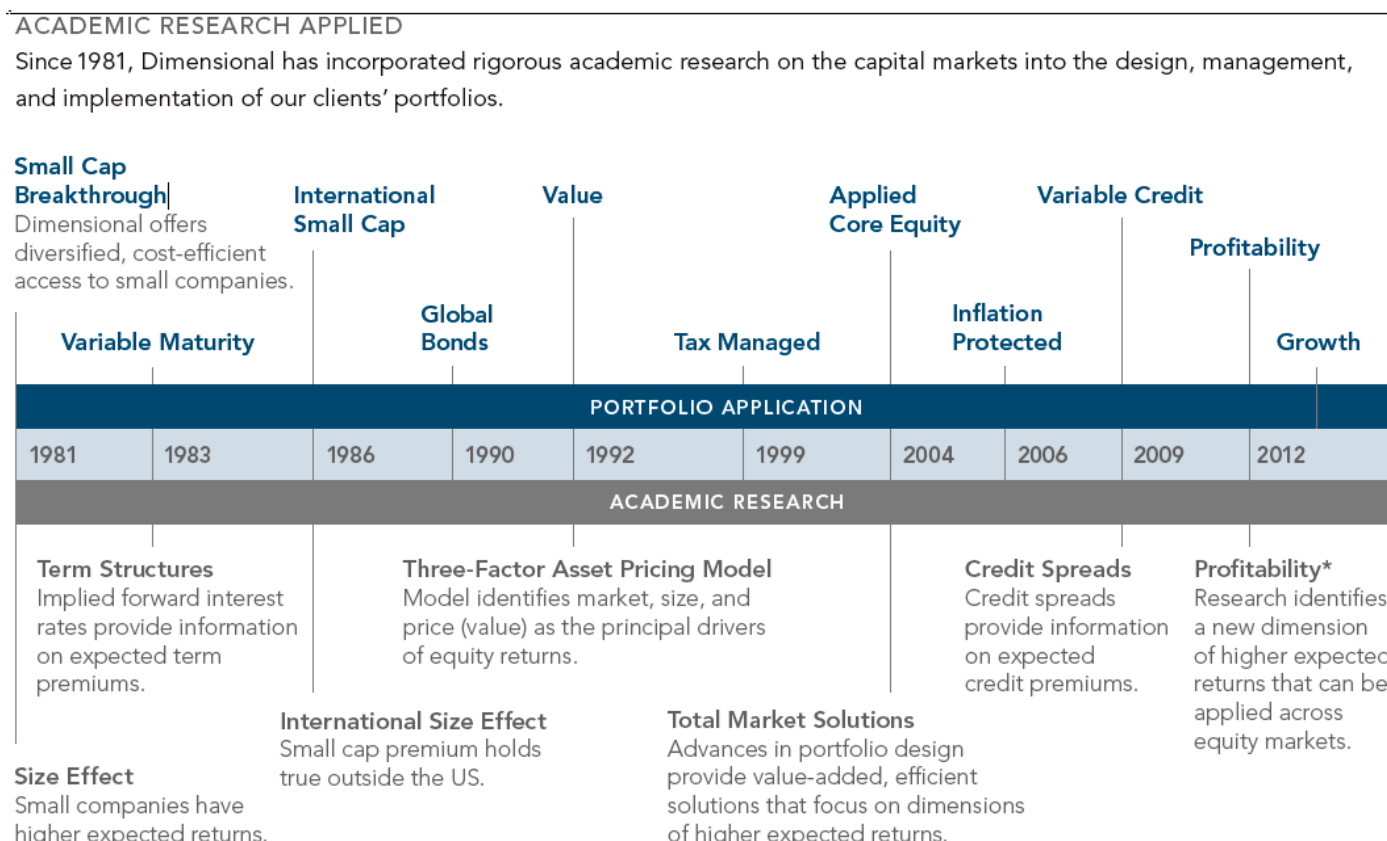 ACADEMIC RESEARCH APPLIED
Since 1981, Dimensional has incorporated rigorous academic research on the capital markets into the design, management,
and implementation of our clients' portfolios.
Small Cap
Breakthrough
Dimensional offers
diversified, cost-efficient
access to small companies.
Variable Maturity
International
Small Cap
Global
Bonds
Value
Tax Managed
Applied
Core Equity
Inflation
Protected
Variable Credit
Profitability
Growth
PORTFOLIO APPLICATION
1981 1983 1986 1990 1992 1999 2004 2006 2009 2012
ACADEMIC RESEARCH
Term Structures
Implied forward interest
rates provide information
on expected term
premiums.
Size Effect
Small companies have
higher expected returns.
International Size Effect
Small cap premium holds
true outside the US.
Three-Factor Asset Pricing Model
Model identifies market, size, and
price (value) as the principal drivers
of equity returns.
Total Market Solutions
Advances in portfolio design
provide value-added, efficient
solutions that focus on dimensions
of higher expected returns.
Credit Spreads
Credit spreads
provide information
on expected
credit premiums.
Profitability*
Research identifies
a new dimension
of higher expected
returns that can be
applied across
equity markets.